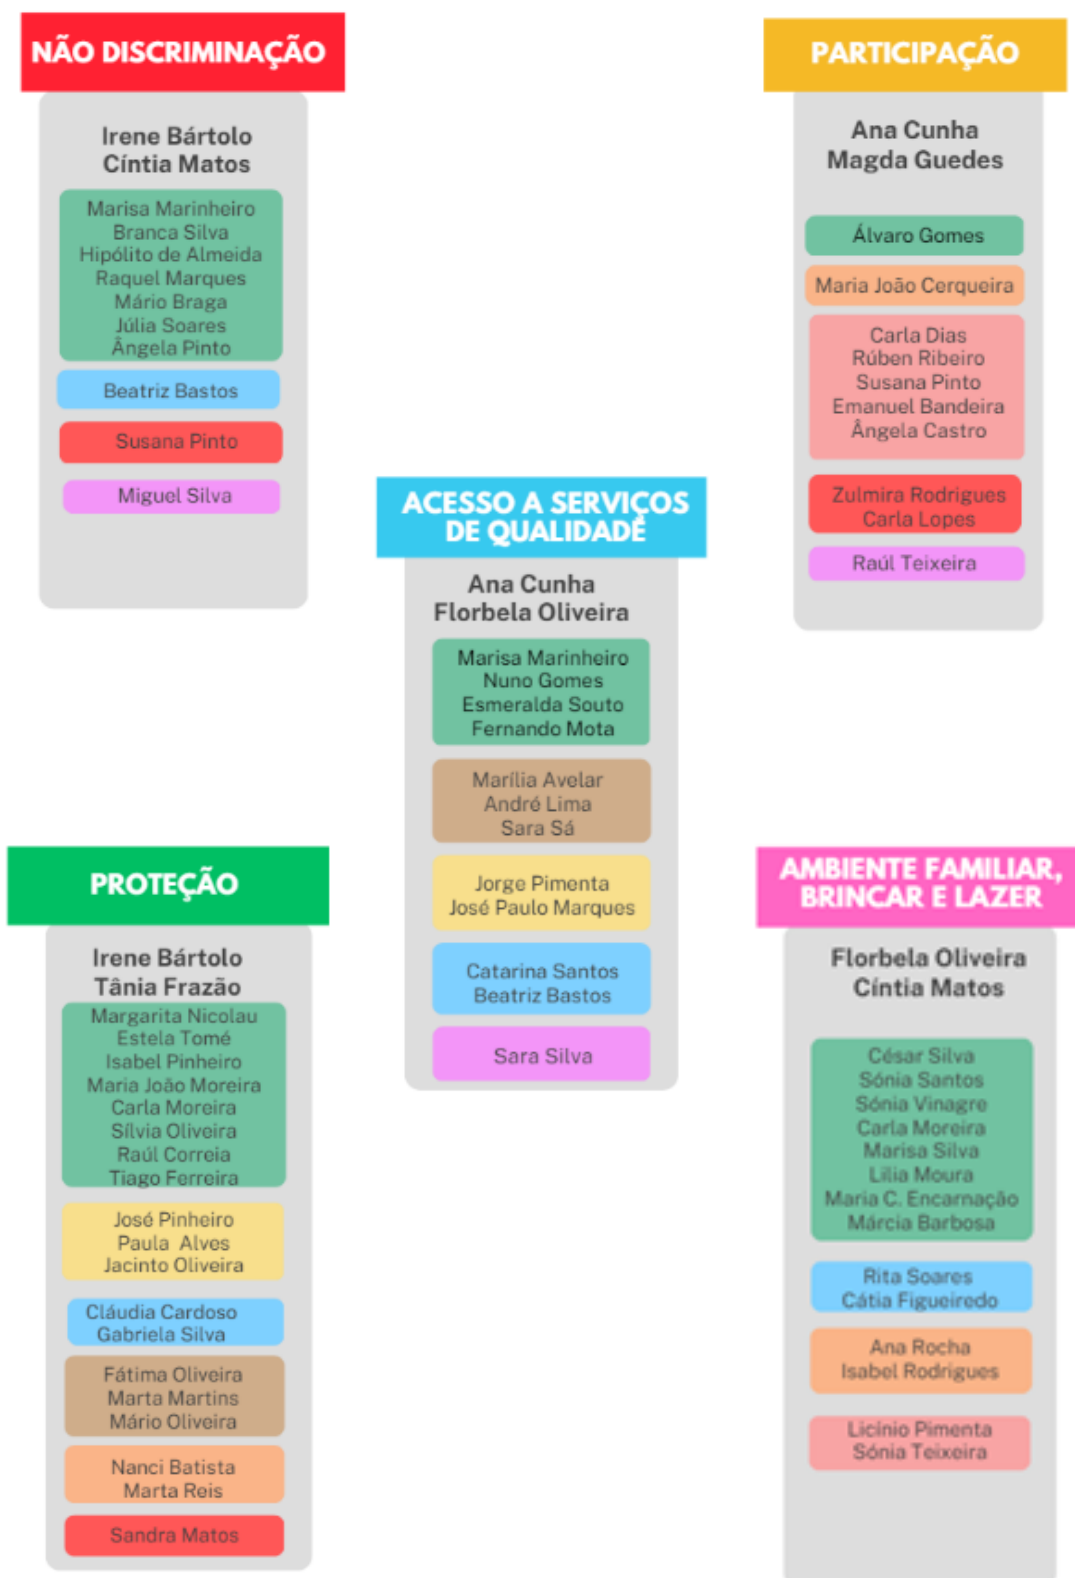 NÃO DISCRIMINAÇÃO
Irene Bártolo
Cíntia Matos
Marisa Marinheiro
Branca Silva
Hipólito de Almeida
Raquel Marques
Mário Braga
Júlia Soares
Ângela Pinto
Beatriz Bastos
Susana Pinto
Miguel Silva
PARTICIPAÇÃO
Ana Cunha
Magda Guedes
Álvaro Gomes
Maria João Cerqueira
Carla Dias
Rúben Ribeiro
Susana Pinto
Emanuel Bandeira
Ângela Castro
Zulmira Rodrigues
Carla Lopes
Raúl Teixeira
ACESSO A SERVIÇOS
DE QUALIDADE
Ana Cunha
Florbela Oliveira
Marisa Marinheiro
Nuno Gomes
Esmeralda Souto
Fernando Mota
Marília Avelar
André Lima
Sara Sá
Jorge Pimenta
José Paulo Marques
Catarina Santos
Beatriz Bastos
Sara Silva
PROTEÇÃO
Irene Bártolo
Tânia Frazão
Margarita Nicolau
Estela Tomé
Isabel Pinheiro
Maria João Moreira
Carla Moreira
Sílvia Oliveira
Raúl Correia
Tiago Ferreira
José Pinheiro
Paula Alves
Jacinto Oliveira
Cláudia Cardoso
Gabriela Silva
Fátima Oliveira
Marta Martins
Mário Oliveira
Nanci Batista
Marta Reis
Sandra Matos
AMBIENTE FAMILIAR,
BRINCAR E LAZER
Florbela Oliveira
Cíntia Matos
César Silva
Sónia Santos
Sónia Vinagre
Carla Moreira
Marisa Silva
Lilia Moura
Maria C. Encarnação
Márcia Barbosa
Rita Soares
Cátia Figueiredo
Ana Rocha
Isabel Rodrigues
Licínio Pimenta
Sónia Teixeira